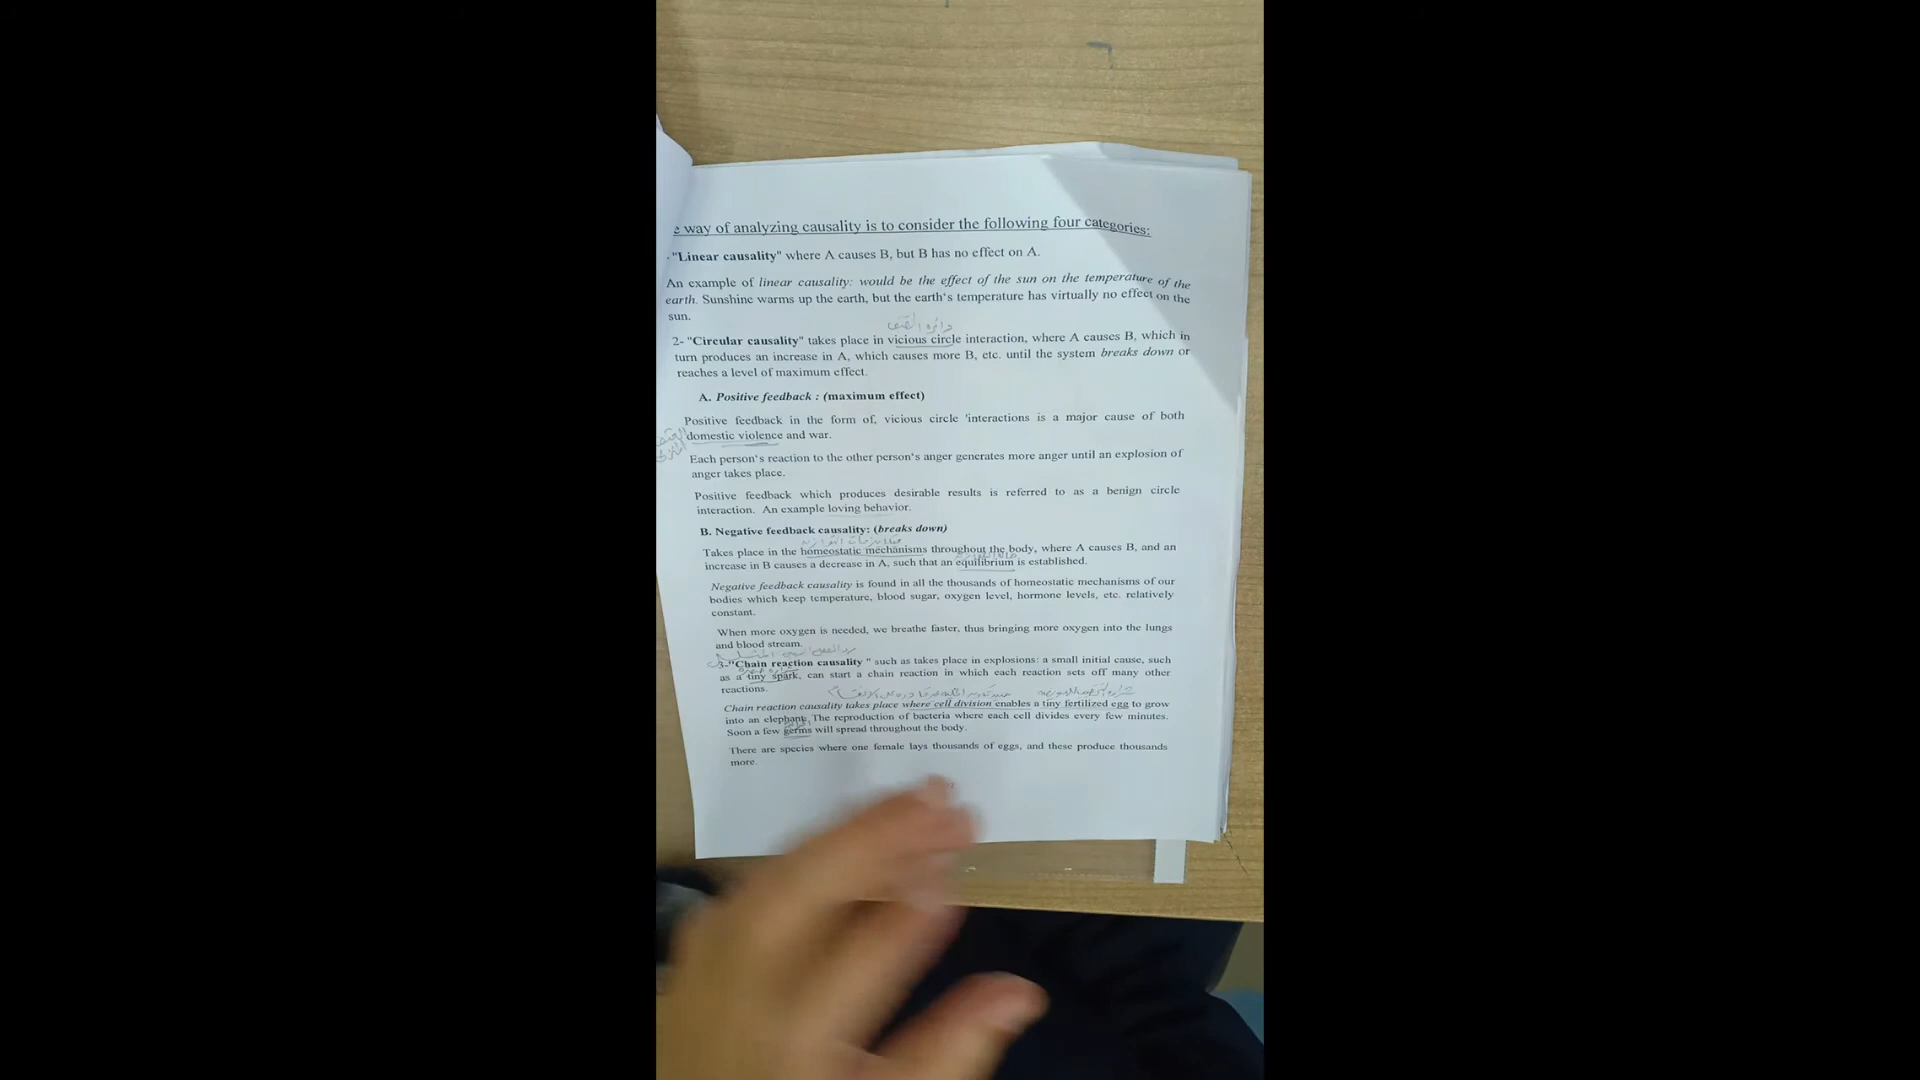 e way of analyzing causality is to consider the following four categories:
"Linear causality" where A causes B, but B has no effect on A.
An example of linear causality: would be the effect of the sun on the temperature of the
earth. Sunshine warms up the earth, but the earth's temperature has virtually no effect on the
sun.
2- "Circular causality" takes place in vicious circle interaction, where A causes B, which in
turn produces an increase in A, which causes more B, etc. until the system breaks down or
reaches a level of maximum effect.
A. Positive feedback : (maximum effect)
Positive feedback in the form of, vicious circle 'interactions is a major cause of both
domestic violence and war.
Each person's reaction to the other person's anger generates more anger until an explosion of
anger takes place.
Positive feedback which produces desirable results is referred to as a benign circle
interaction. An example loving behavior.
B. Negative feedback causality: (breaks down)
Takes place in the homeostatic mechanisms throughout the body, where A causes B, and an
increase in B causes a decrease in A, such that an equilibrium is established.
Negative feedback causality is found in all the thousands of homeostatic mechanisms of our
bodies which keep temperature, blood sugar, oxygen level, hormone levels, etc. relatively
constant.
When more oxygen is needed, we breathe faster, thus bringing more oxygen into the lungs
and blood stream.
3-"Chain reaction causality " such as takes place in explosions: a small initial cause, such
as a tiny spark, can start a chain reaction in which each reaction sets off many other
reactions.
Chain reaction causality takes place where cell division enables a tiny fertilized egg to grow
into an elephant. The reproduction of bacteria where each cell divides every few minutes.
Soon a few germs will spread throughout the body.
There are species where one female lays thousands of eggs, and these produce thousands
more.